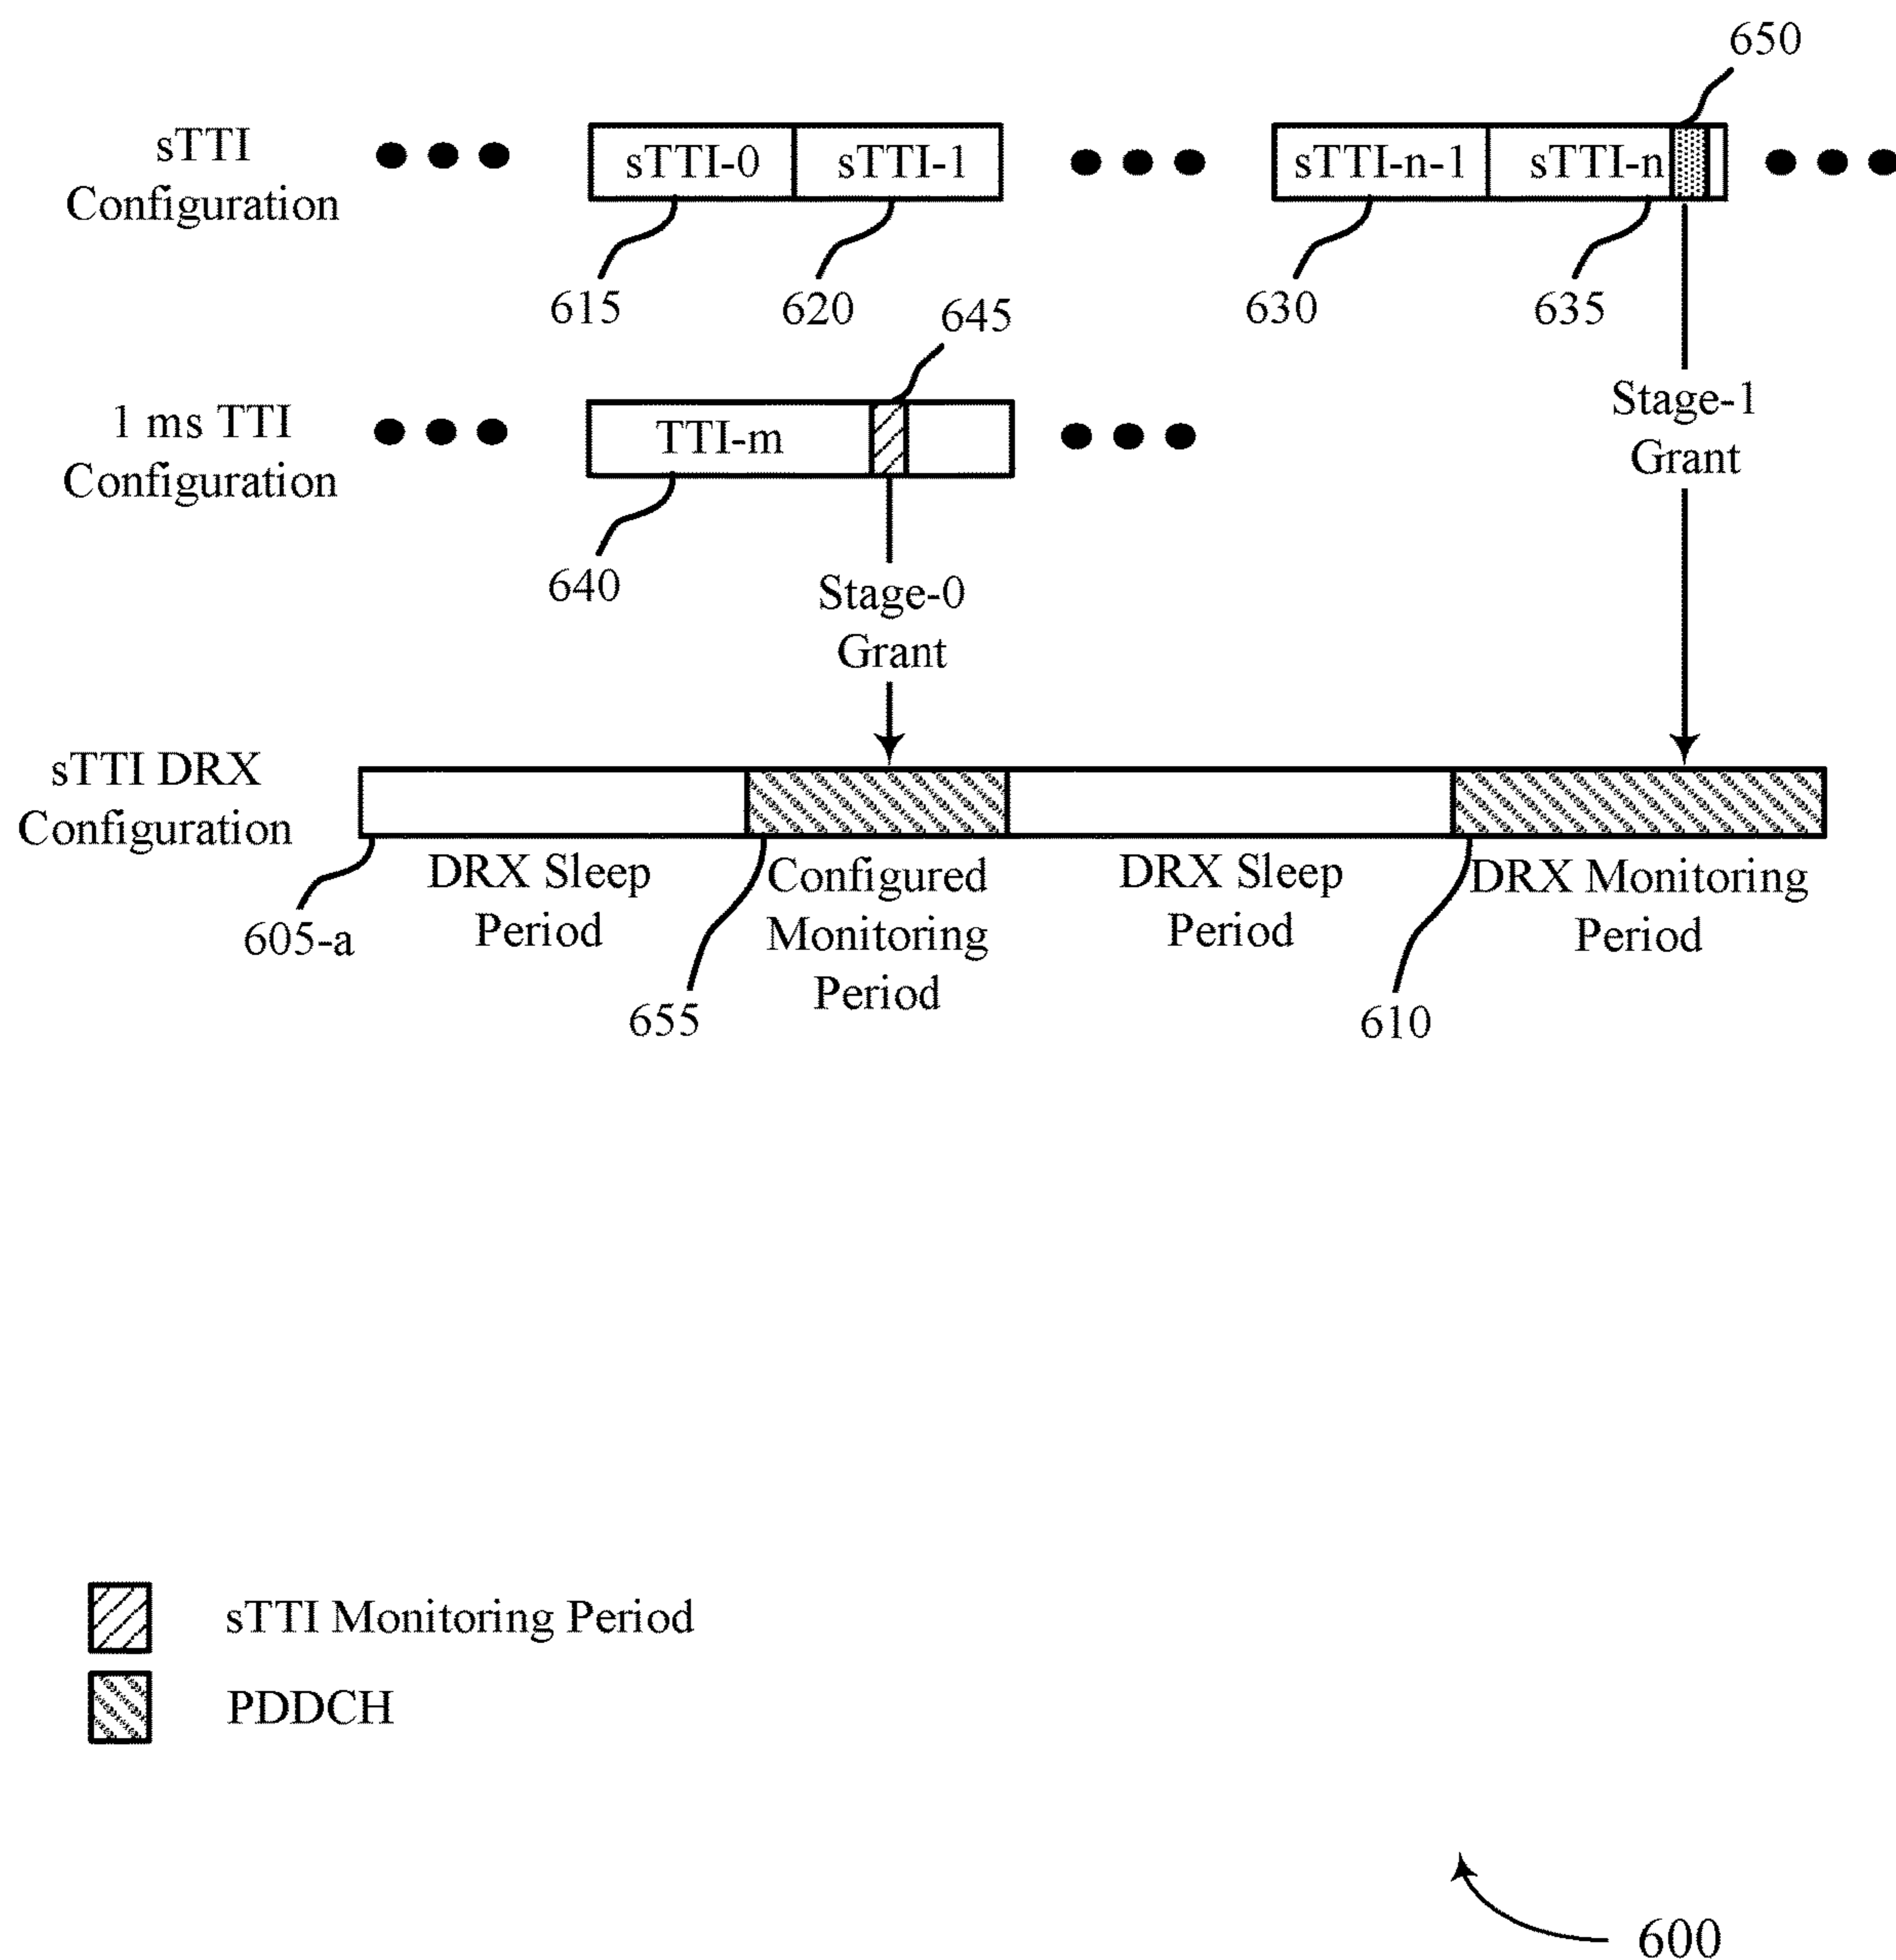 650
sTTI
Configuration
sTTI-0
sTTI-1
sTTI-n-1
sTTI-n
615
620
645
630
635
1 ms TTI
Configuration
TTI-m
Stage-1
Grant
640
Stage-0
Grant
sTTI DRX
Configuration
605-a
DRX Sleep
Period
655
Configured
Monitoring
Period
DRX Sleep
Period
610
DRX Monitoring
Period
sTTI Monitoring Period
PDDCH
600